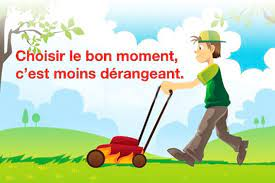 Choisir le bon moment,
c'est moins dérangeant.